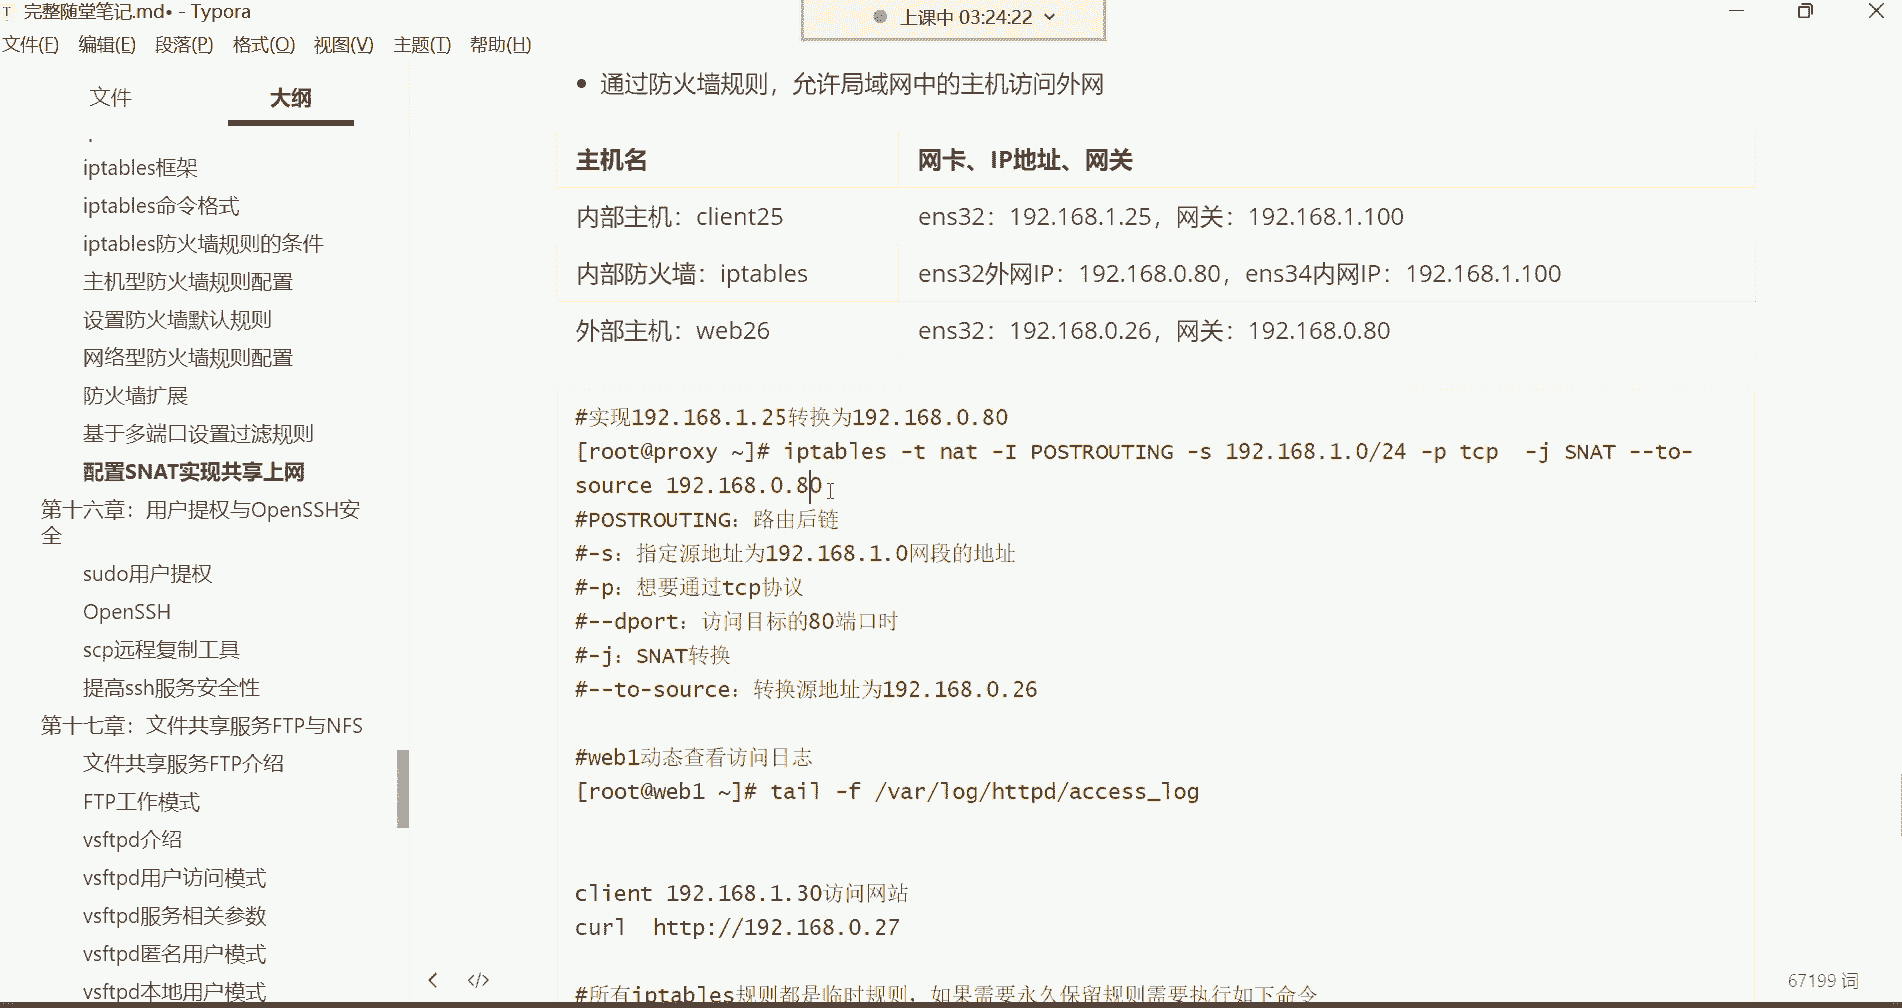 完整随堂笔记.md• - Typora
上课中 03:24:22
文件(F) 编辑(E) 段落(P) 格式(O) 视图(V) 主题(T) 帮助(H)
文件 大纲
iptables框架
iptables命令格式
iptables防火墙规则的条件
主机型防火墙规则配置
设置防火墙默认规则
网络型防火墙规则配置
防火墙扩展
基于多端口设置过滤规则
配置SNAT实现共享上网
第十六章：用户提权与OpenSSH安
全
sudo用户提权
OpenSSH
scp远程复制工具
提高ssh服务安全性
第十七章：文件共享服务FTP与NFS
文件共享服务FTP介绍
FTP工作模式
vsftpd介绍
vsftpd用户访问模式
vsftpd服务相关参数
vsftpd匿名用户模式
vsftpd本地用户模式
• 通过防火墙规则，允许局域网中的主机访问外网
主机名 网卡、IP地址、网关
内部主机：client25 ens32：192.168.1.25，网关：192.168.1.100
内部防火墙：iptables ens32外网IP：192.168.0.80，ens34内网IP：192.168.1.100
外部主机：web26 ens32：192.168.0.26，网关：192.168.0.80
#实现192.168.1.25转换为192.168.0.80
[root@proxy ~]# iptables -t nat -I POSTROUTING -s 192.168.1.0/24 -p tcp  -j SNAT --to-
source 192.168.0.80
#POSTROUTING：路由后链
#-s：指定源地址为192.168.1.0网段的地址
#-p：想要通过tcp协议
#--dport：访问目标的80端口时
#-j：SNAT转换
#--to-source：转换源地址为192.168.0.26
#web1动态查看访问日志
[root@web1 ~]# tail -f /var/log/httpd/access_log
client 192.168.1.30访问网站
curl  http://192.168.0.27
#所有iptables规则都是临时规则，如果需要永久保留规则需要执行如下命令
67199 词